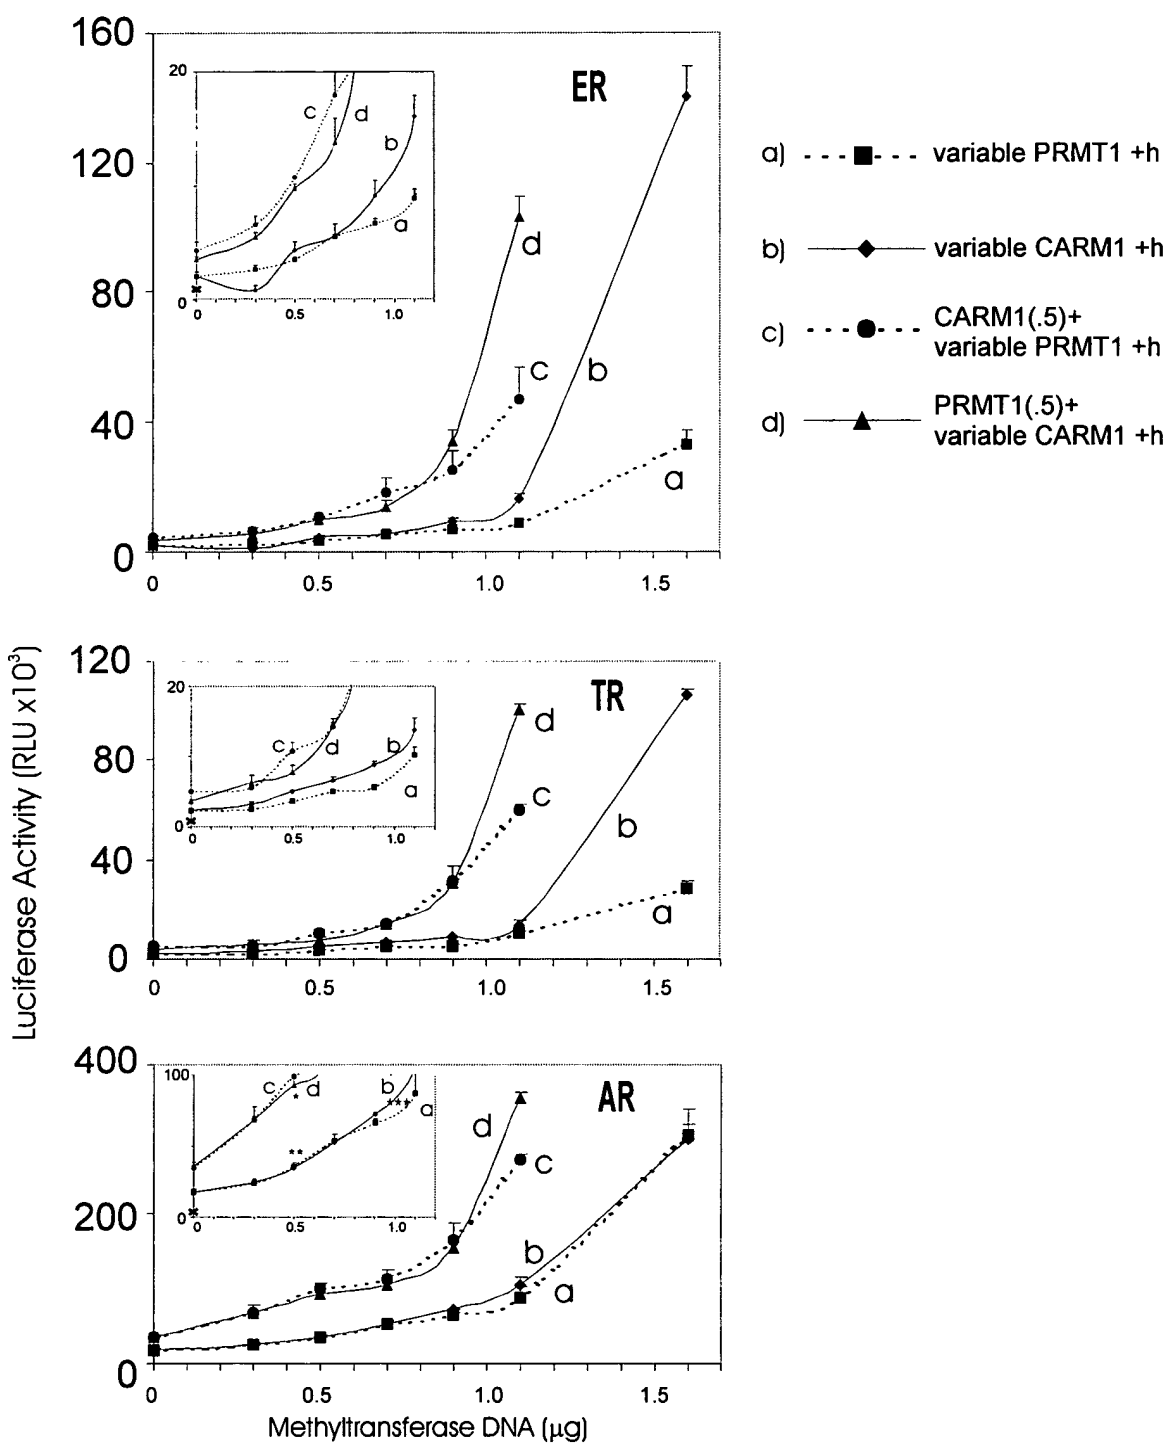 160
120
80
40
0
ER
20
0
c
d
b
a
0
0.5
1.0
d
c
b
a
0
0.5
1.0
1.5
a) variable PRMT1 +h
b) variable CARM1 +h
c) CARM1(.5)+
variable PRMT1 +h
d) PRMT1(.5)+
variable CARM1 +h
Luciferase Activity (RLU x10³)
120
80
40
0
TR
20
0
c
d
b
a
0
0.5
1.0
d
c
b
a
0
0.5
1.0
1.5
400
200
0
AR
100
0
c
d
b
a
*
**
***
0
0.5
1.0
d
c
b
a
0
0.5
1.0
1.5
Methyltransferase DNA (µg)